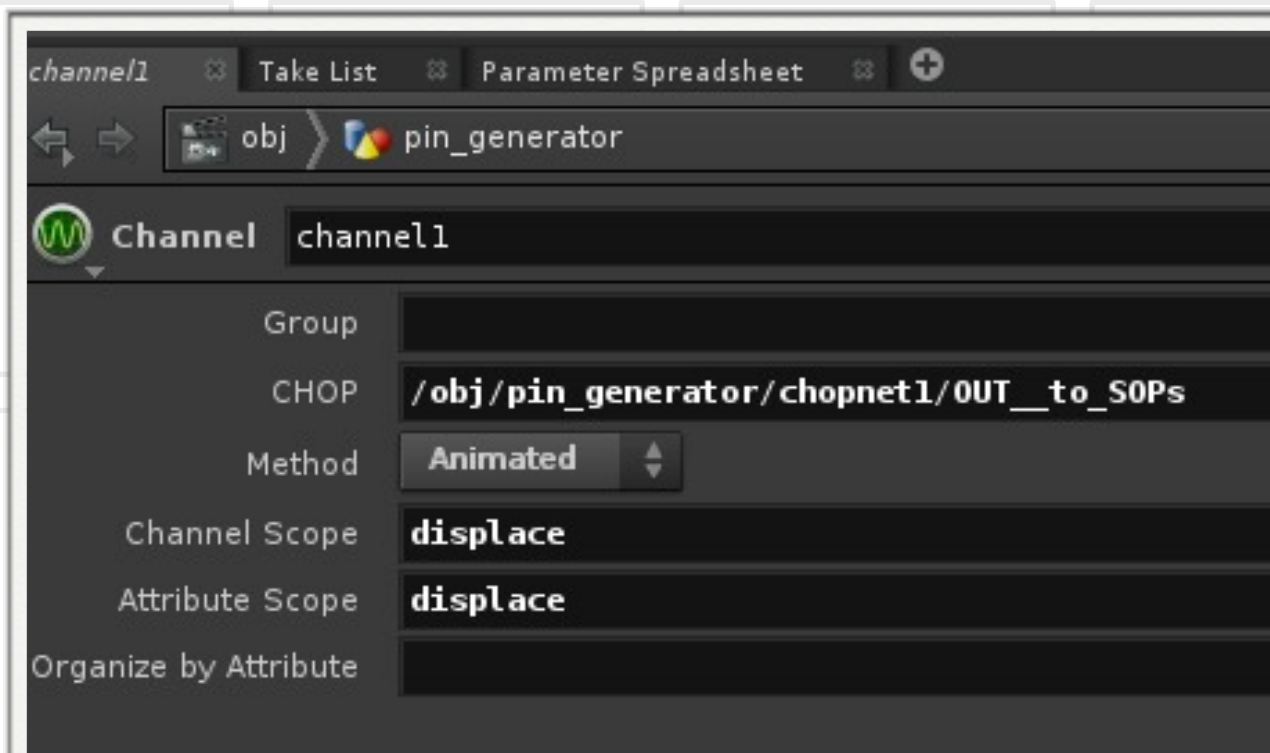 channel1 Take List Parameter Spreadsheet
obj pin_generator
Channel channel1
Group
CHOP /obj/pin_generator/chopnet1/OUT__to_SOPs
Method Animated
Channel Scope displace
Attribute Scope displace
Organize by Attribute